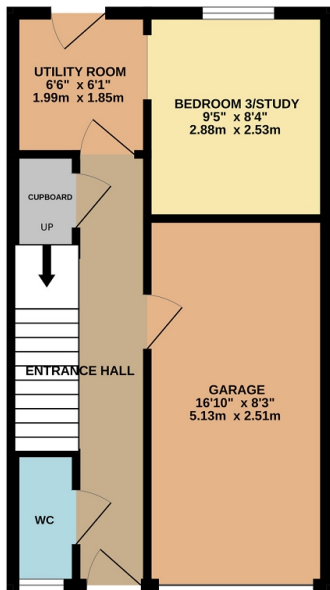 UTILITY ROOM
6'6" x 6'1"
1.99m x 1.85m
BEDROOM 3/STUDY
9'5" x 8'4"
2.88m x 2.53m
CUPBOARD
UP
ENTRANCE HALL
GARAGE
16'10" x 8'3"
5.13m x 2.51m
WC